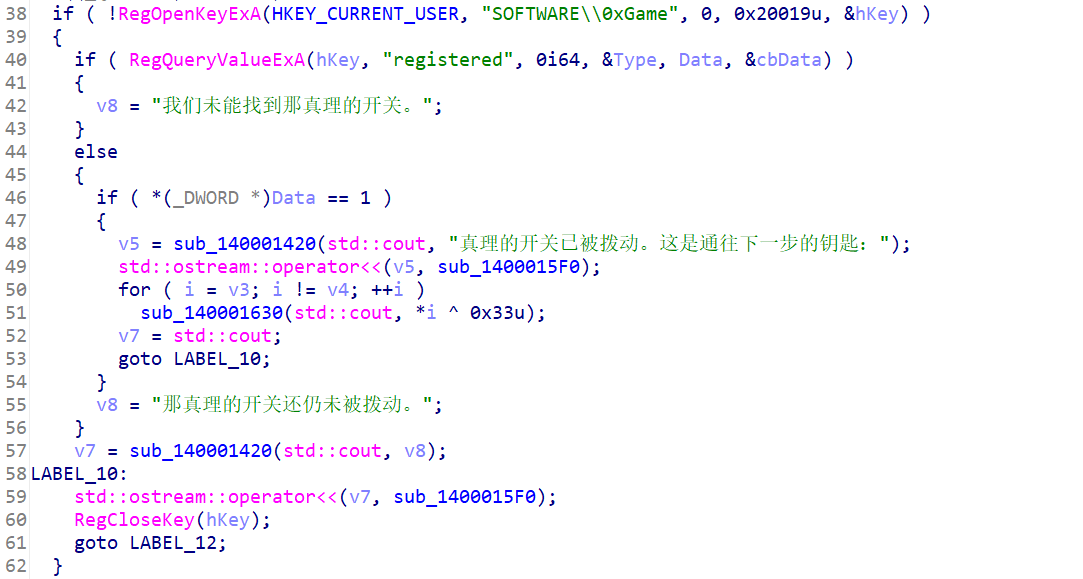 38 if ( !RegOpenKeyExA(HKEY_CURRENT_USER, "SOFTWARE\\0xGame", 0, 0x20019u, &hKey) )
39 {
40 if ( RegQueryValueExA(hKey, "registered", 0i64, &Type, Data, &cbData) )
41 {
42 v8 = "我们未能找到那真理的开关。";
43 }
44 else
45 {
46 if ( *(_DWORD *)Data == 1 )
47 {
48 v5 = sub_140001420(std::cout, "真理的开关已被拨动。这是通往下一步的钥匙：");
49 std::ostream::operator<<(v5, sub_1400015F0);
50 for ( i = v3; i != v4; ++i )
51 sub_140001630(std::cout, *i ^ 0x33u);
52 v7 = std::cout;
53 goto LABEL_10;
54 }
55 v8 = "那真理的开关还仍未被拨动。";
56 }
57 v7 = sub_140001420(std::cout, v8);
58 LABEL_10:
59 std::ostream::operator<<(v7, sub_1400015F0);
60 RegCloseKey(hKey);
61 goto LABEL_12;
62 }